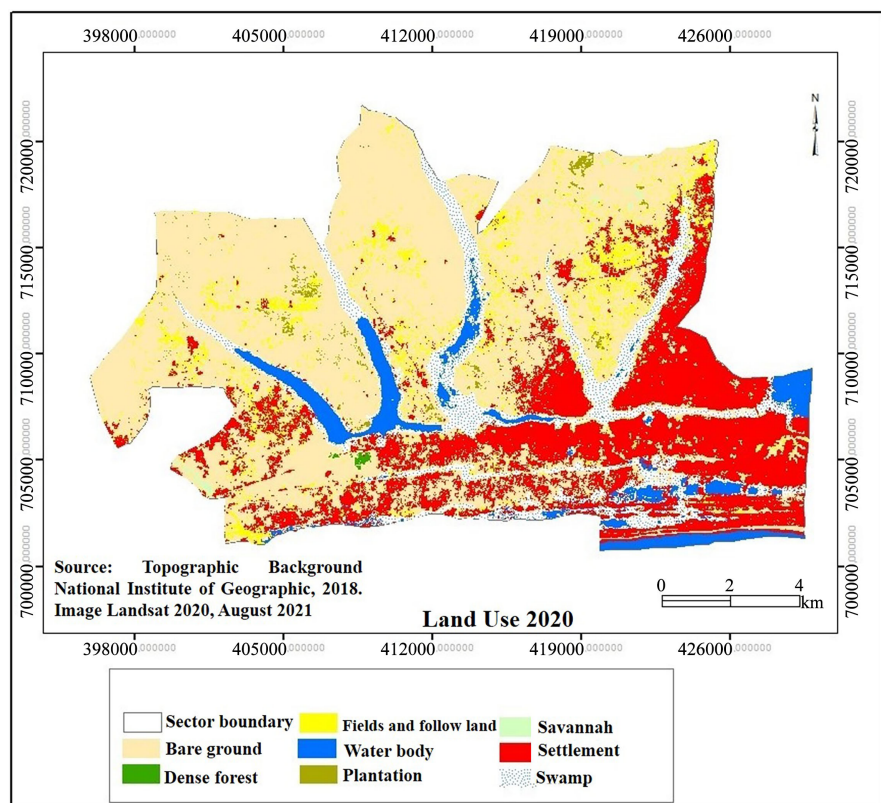 398000.000000 405000.000000 412000.000000 419000.000000 426000.000000
N
720000.000000 720000.000000
715000.000000 715000.000000
710000.000000 710000.000000
705000.000000 705000.000000
700000.000000 700000.000000
Source: Topographic Background
National Institute of Geographic, 2018.
Image Landsat 2020, August 2021
0 2 4
km
Land Use 2020
398000.000000 405000.000000 412000.000000 419000.000000 426000.000000
Sector boundary Fields and follow land Savannah
Bare ground Water body Settlement
Dense forest Plantation Swamp